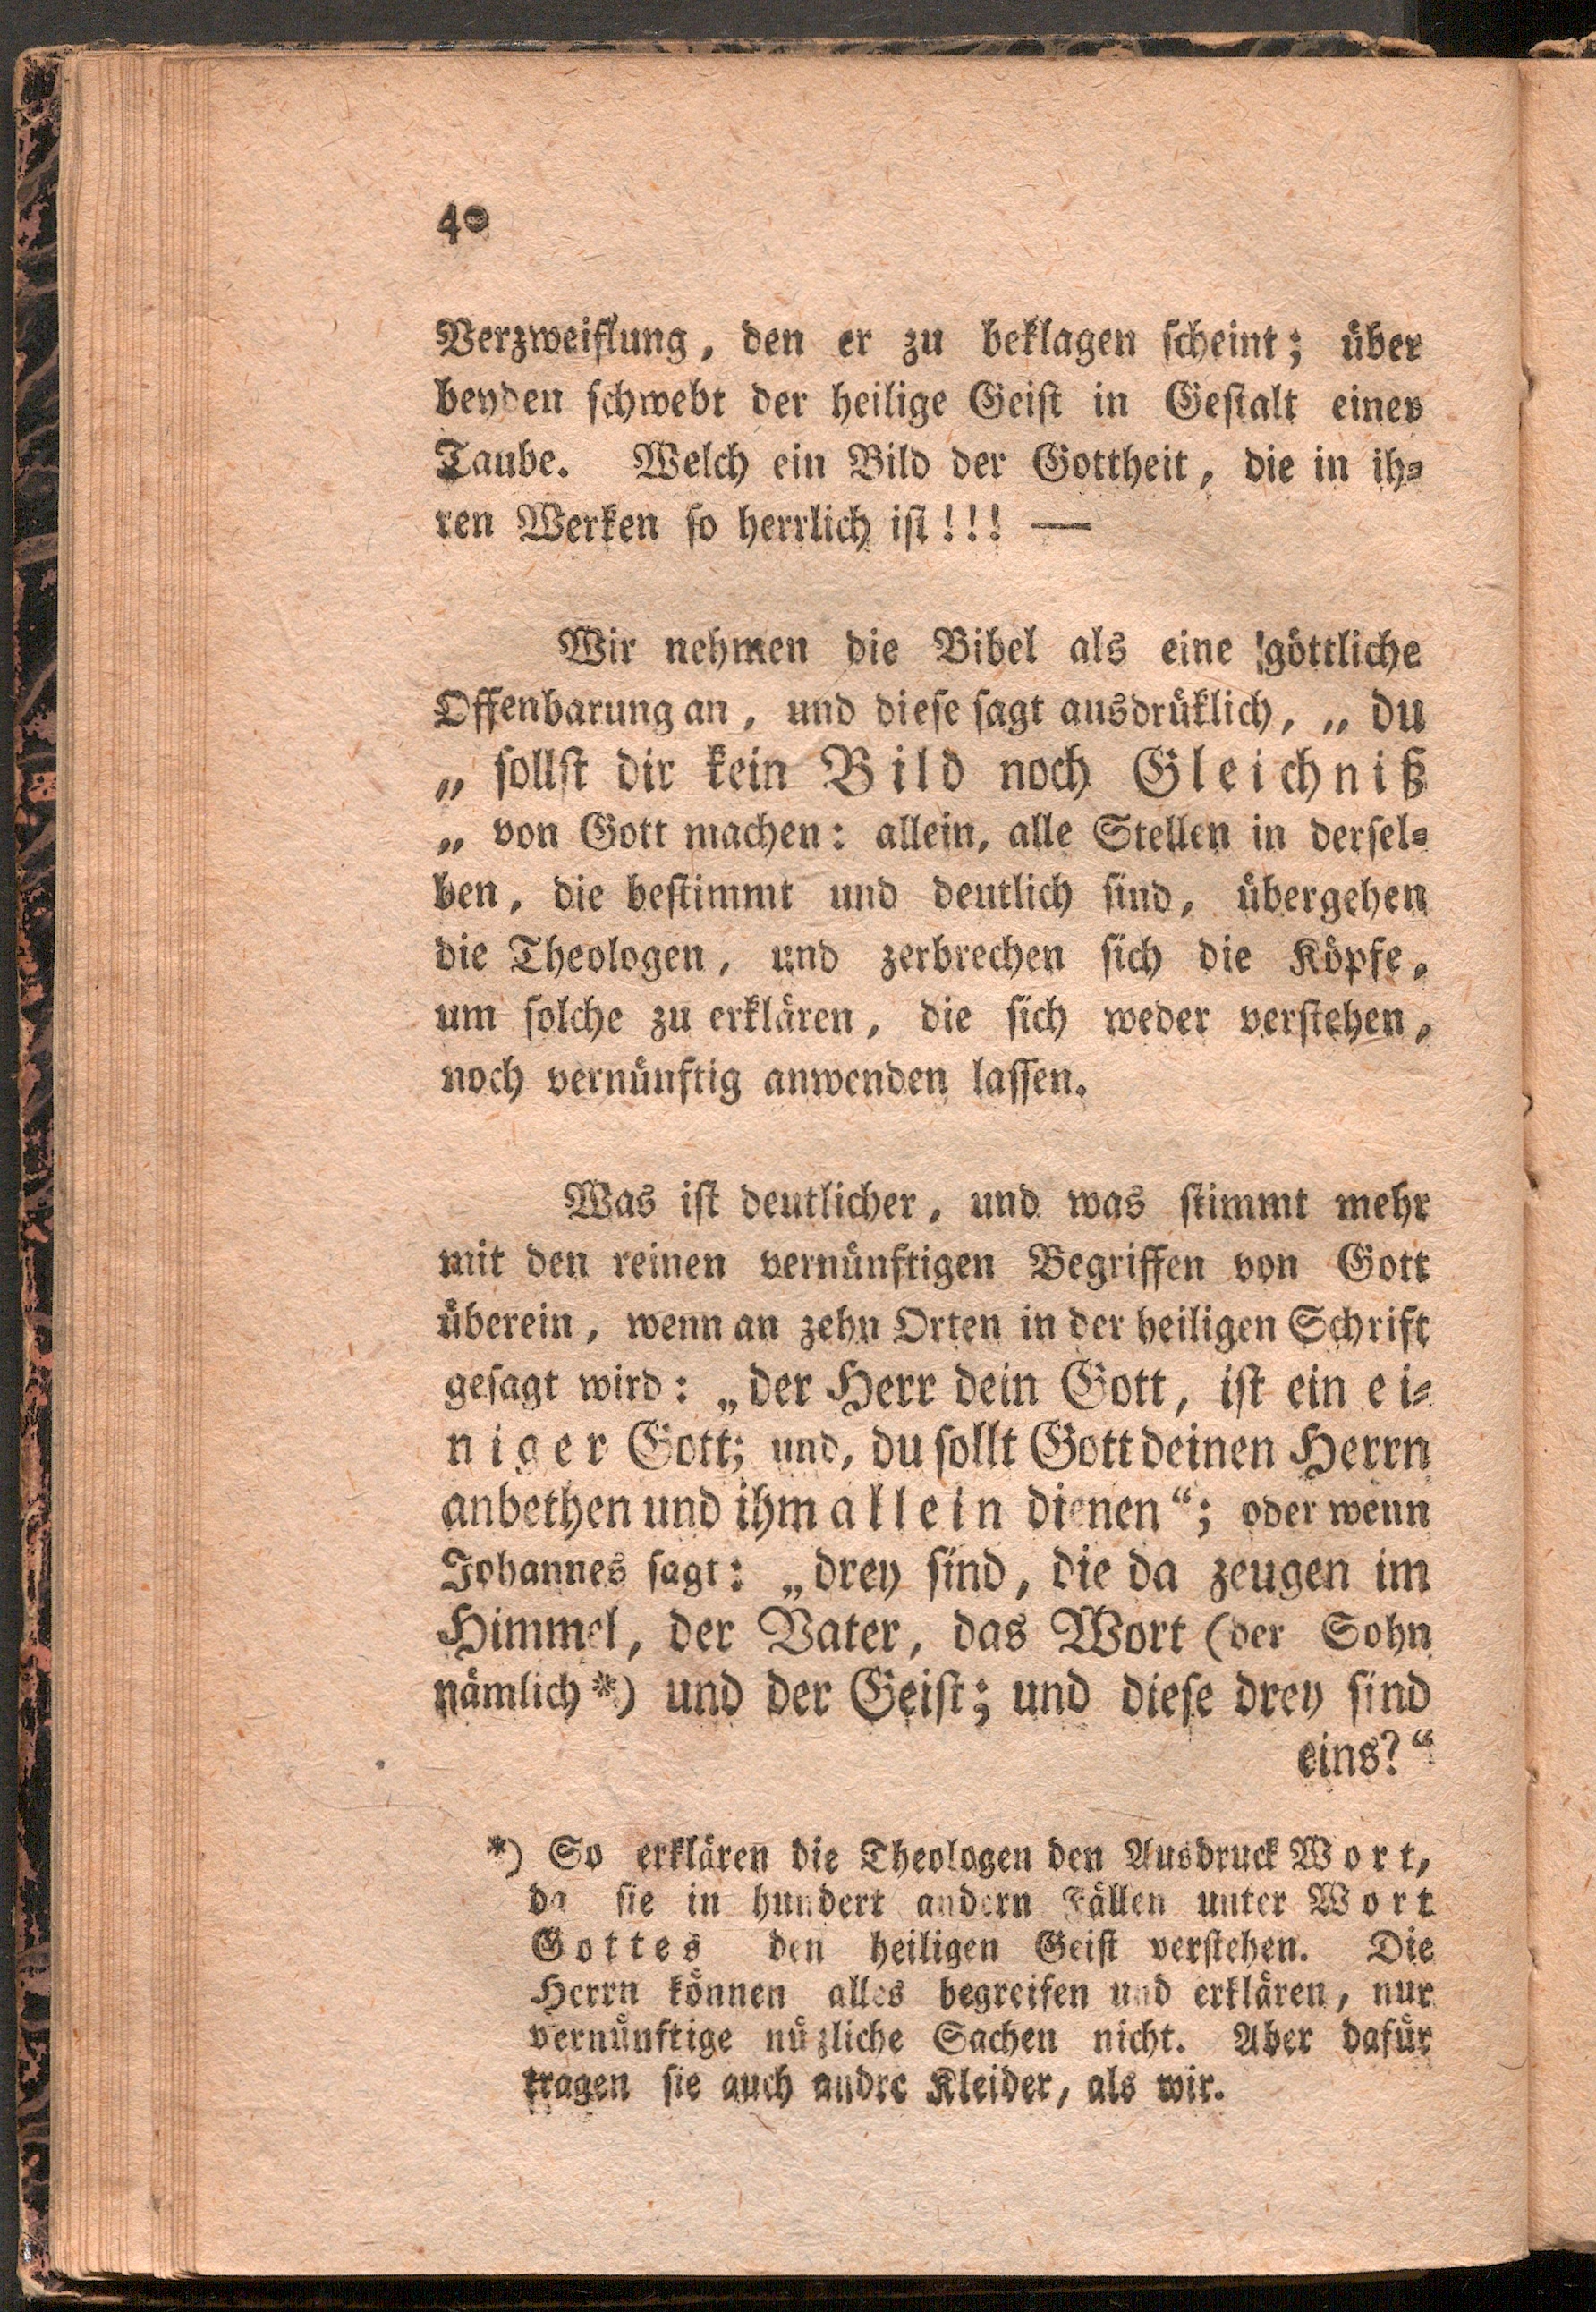 40
Verzweiflung, den er zu beklagen scheint; über
beyden schwebt der heilige Geist in Gestalt einer
Taube. Welch ein Bild der Gottheit, die in ih-
ren Werken so herrlich ist!!! —
Wir nehmen die Bibel als eine göttliche
Offenbarung an, und diese sagt ausdrüklich, „ du
„ sollst dir kein Bild noch Gleichniß
„ von Gott machen: allein, alle Stellen in dersel-
ben, die bestimmt und deutlich sind, übergehen
die Theologen, und zerbrechen sich die Köpfe,
um solche zu erklären, die sich weder verstehen,
noch vernünftig anwenden lassen.
Was ist deutlicher, und was stimmt mehr
mit den reinen vernünftigen Begriffen von Gott
überein, wenn an zehn Orten in der heiligen Schrift
gesagt wird: „der Herr dein Gott, ist ein ei-
niger Gott; und, du sollt Gott deinen Herrn
anbethen und ihm allein dienen“; oder wenn
Johannes sagt: „drey sind, die da zeugen im
Himmel, der Vater, das Wort (der Sohn
nämlich*) und der Geist; und diese drey sind
eins?“
*) So erklären die Theologen den Ausdruck Wort,
da sie in hundert andern Fällen unter Wort
Gottes den heiligen Geist verstehen. Die
Herrn können alles begreifen und erklären, nur
vernünftige nüzliche Sachen nicht. Aber dafür
tragen sie auch andre Kleider, als wir.